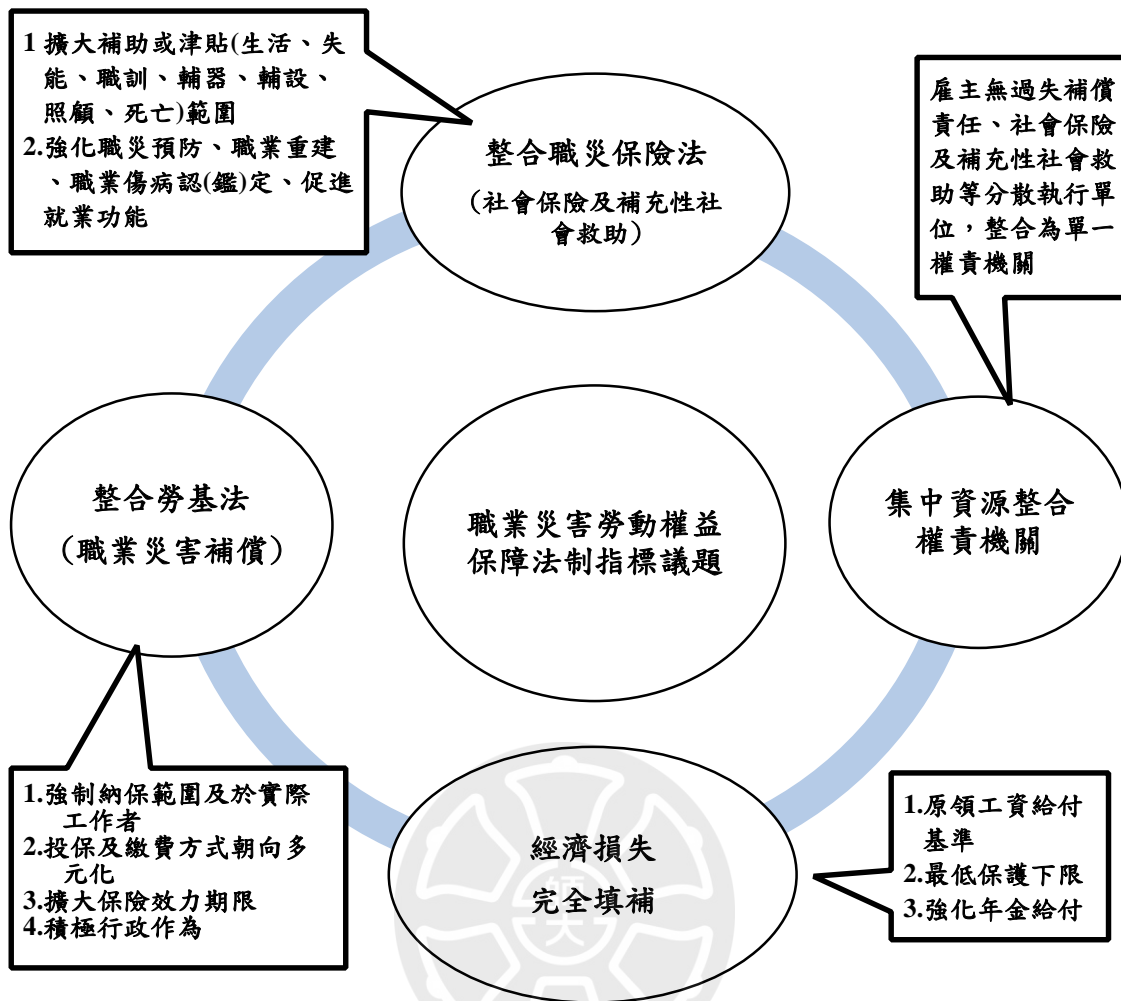 1 擴大補助或津貼(生活、失
能、職訓、輔器、輔設、
照顧、死亡)範圍
2.強化職災預防、職業重建
、職業傷病認(鑑)定、促進
就業功能
整合職災保險法
(社會保險及補充性社
會救助)
雇主無過失補償
責任、社會保險
及補充性社會救
助等分散執行單
位，整合為單一
權責機關
整合勞基法
(職業災害補償)
職業災害勞動權益
保障法制指標議題
集中資源整合
權責機關
1.強制納保範圍及於實際
工作者
2.投保及繳費方式朝向多
元化
3.擴大保險效力期限
4.積極行政作為
經濟損失
完全填補
1.原領工資給付
基準
2.最低保護下限
3.強化年金給付
師大